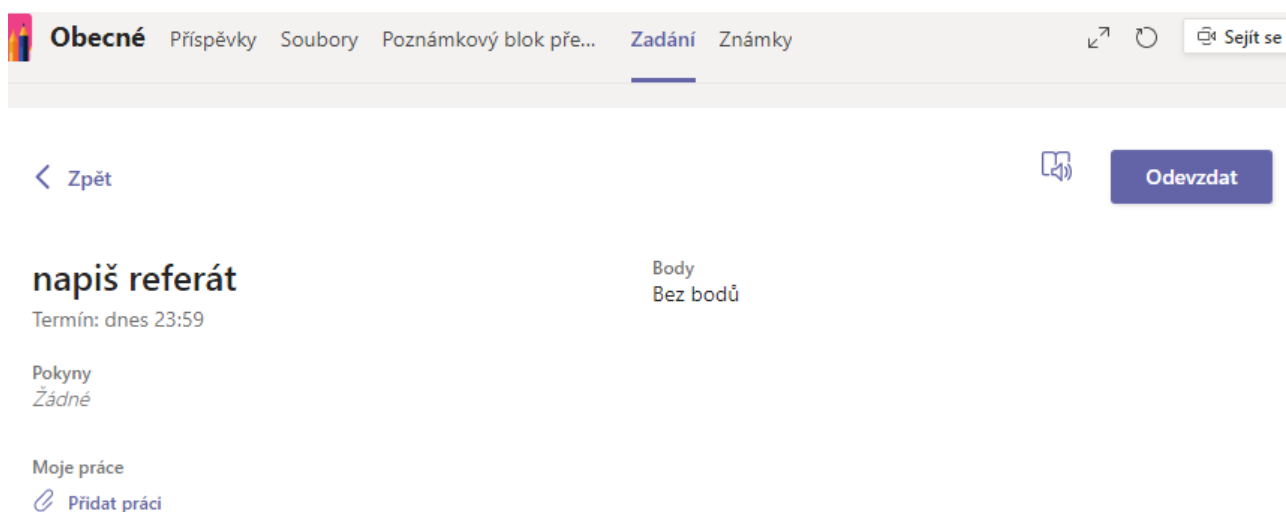 Obecné Příspěvky Soubory Poznámkový blok pře... Zadání Známky Sejít se
Zpět
Odevzdat
napiš referát
Termín: dnes 23:59
Body
Bez bodů
Pokyny
Žádné
Moje práce
Přidat práci